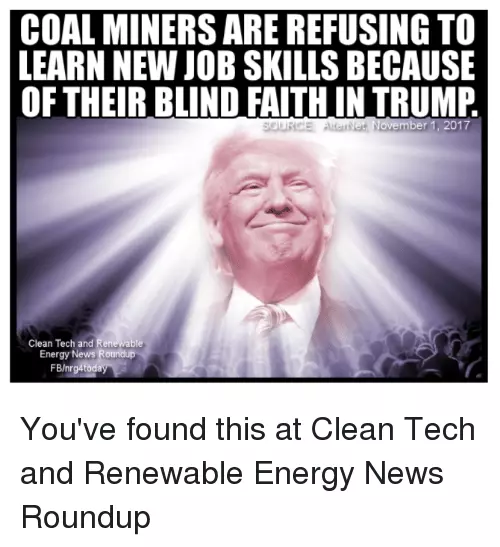 COAL MINERS ARE REFUSING TO
LEARN NEW JOB SKILLS BECAUSE
OF THEIR BLIND FAITH IN TRUMP.
SOURCE: AlterNet, November 1, 2017
Clean Tech and Renewable
Energy News Roundup
FB/nrg4today
You've found this at Clean Tech
and Renewable Energy News
Roundup